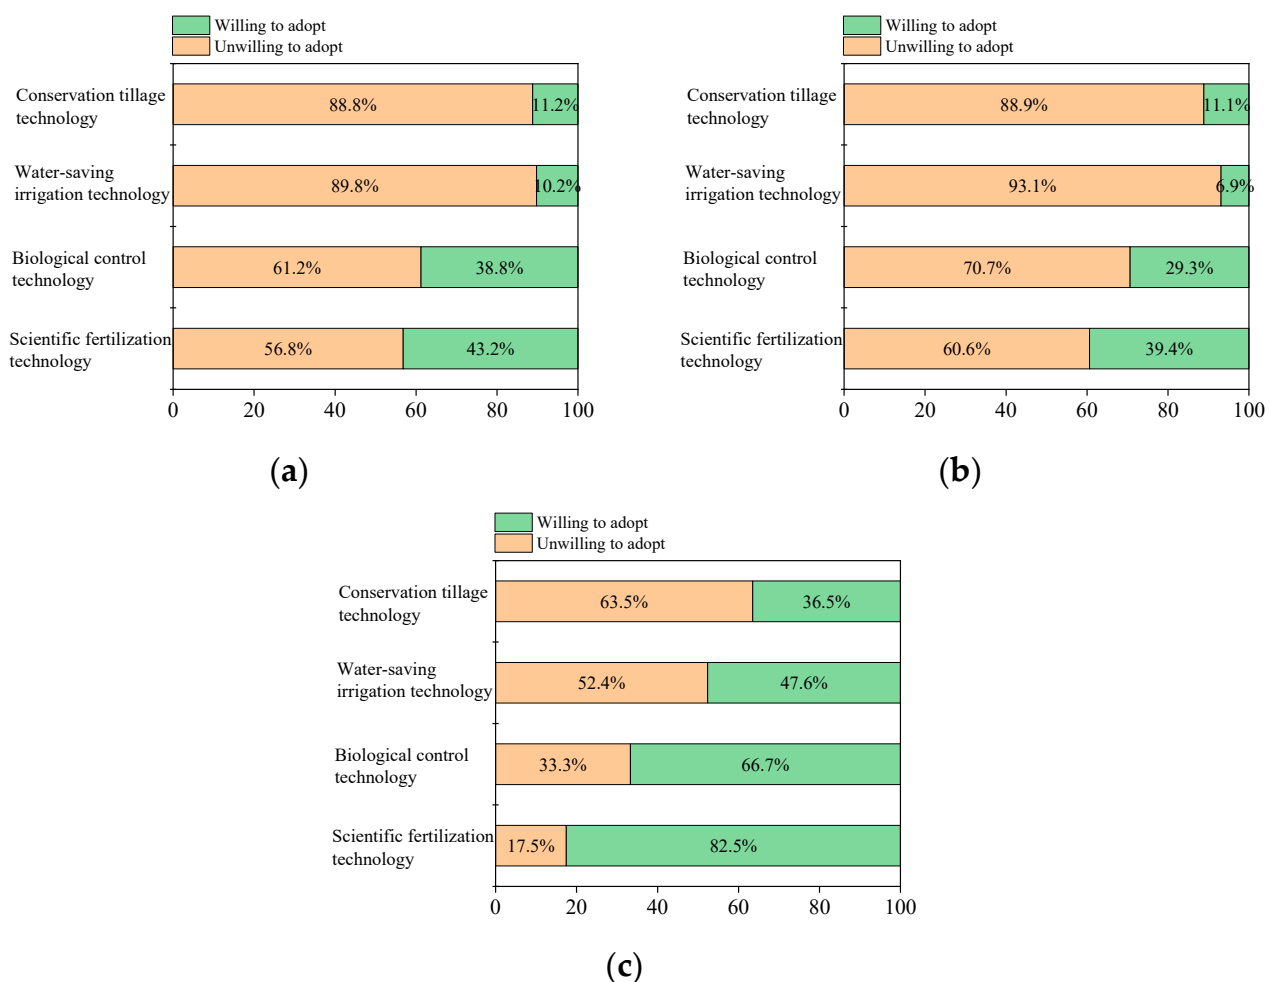 Willing to adopt
Unwilling to adopt
Conservation tillage
technology
88.8%
11.2%
Water-saving
irrigation technology
89.8%
10.2%
Biological control
technology
61.2%
38.8%
Scientific fertilization
technology
56.8%
43.2%
0 20 40 60 80 100
(a)
Willing to adopt
Unwilling to adopt
Conservation tillage
technology
88.9%
11.1%
Water-saving
irrigation technology
93.1%
6.9%
Biological control
technology
70.7%
29.3%
Scientific fertilization
technology
60.6%
39.4%
0 20 40 60 80 100
(b)
Willing to adopt
Unwilling to adopt
Conservation tillage
technology
63.5%
36.5%
Water-saving
irrigation technology
52.4%
47.6%
Biological control
technology
33.3%
66.7%
Scientific fertilization
technology
17.5%
82.5%
0 20 40 60 80 100
(c)